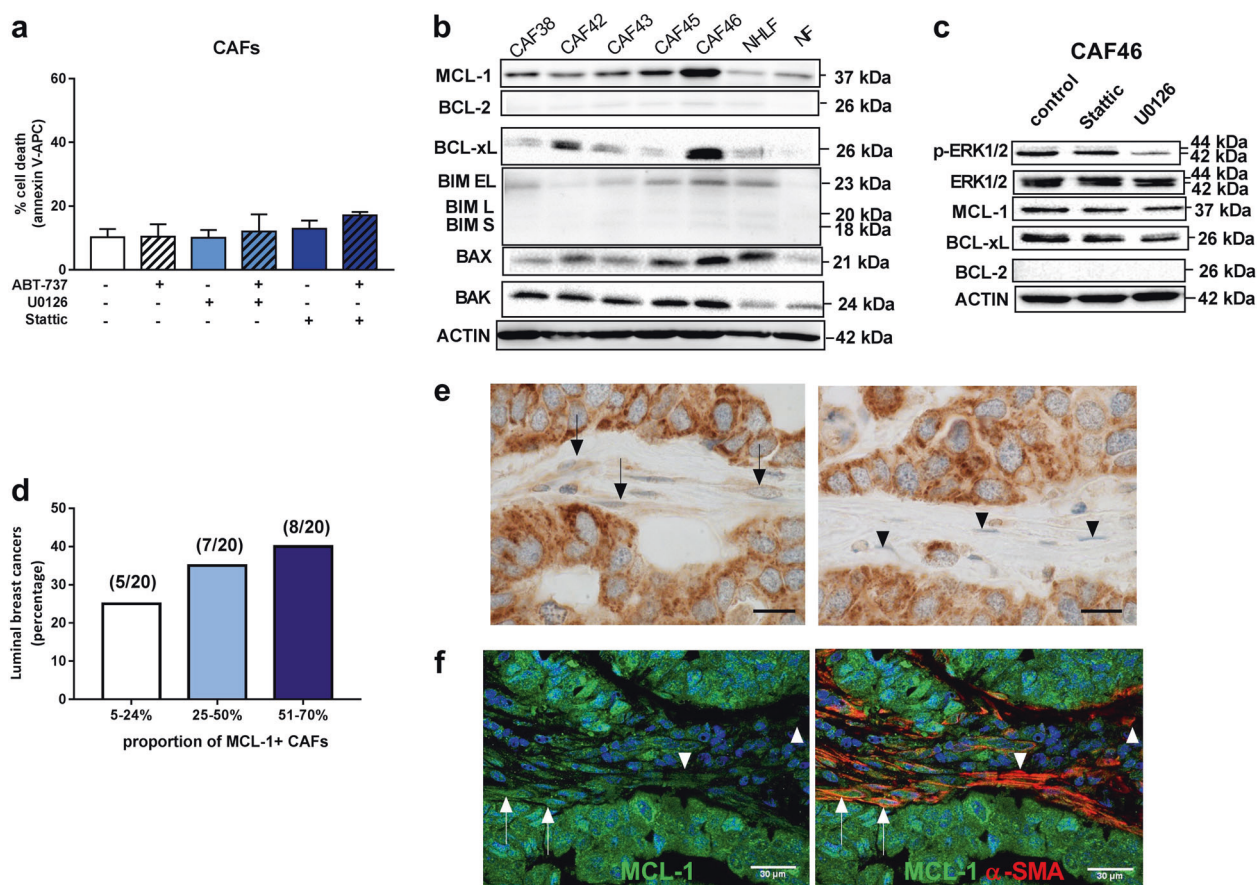 a
CAFs
% cell death
(annexin V-APC)
60
40
20
0
ABT-737 - + - + - +
U0126 - - + + - -
Stattic - - - - + +
b
CAF38 CAF42 CAF43 CAF45 CAF46 NHLF NF
MCL-1 37 kDa
BCL-2 26 kDa
BCL-xL 26 kDa
BIM EL 23 kDa
BIM L 20 kDa
BIM S 18 kDa
BAX 21 kDa
BAK 24 kDa
ACTIN 42 kDa
c
CAF46
control Stattic U0126
p-ERK1/2 44 kDa
42 kDa
ERK1/2 44 kDa
42 kDa
MCL-1 37 kDa
BCL-xL 26 kDa
BCL-2 26 kDa
ACTIN 42 kDa
d
Luminal breast cancers
(percentage)
50
40
30
20
10
0
(5/20) (7/20) (8/20)
5-24% 25-50% 51-70%
proportion of MCL-1+ CAFs
e
f
MCL-1 30 µm
MCL-1 α-SMA 30 µm